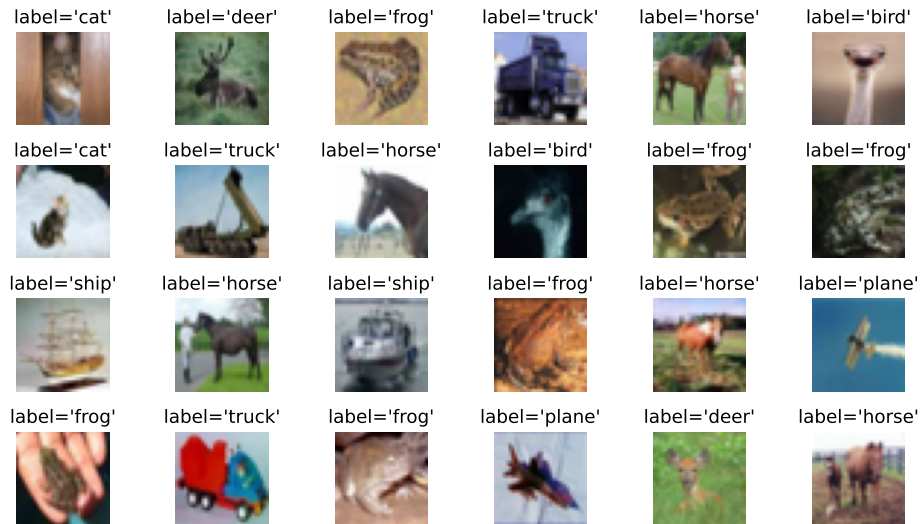 label='cat' label='deer' label='frog' label='truck' label='horse' label='bird'
label='cat' label='truck' label='horse' label='bird' label='frog' label='frog'
label='ship' label='horse' label='ship' label='frog' label='horse' label='plane'
label='frog' label='truck' label='frog' label='plane' label='deer' label='horse'